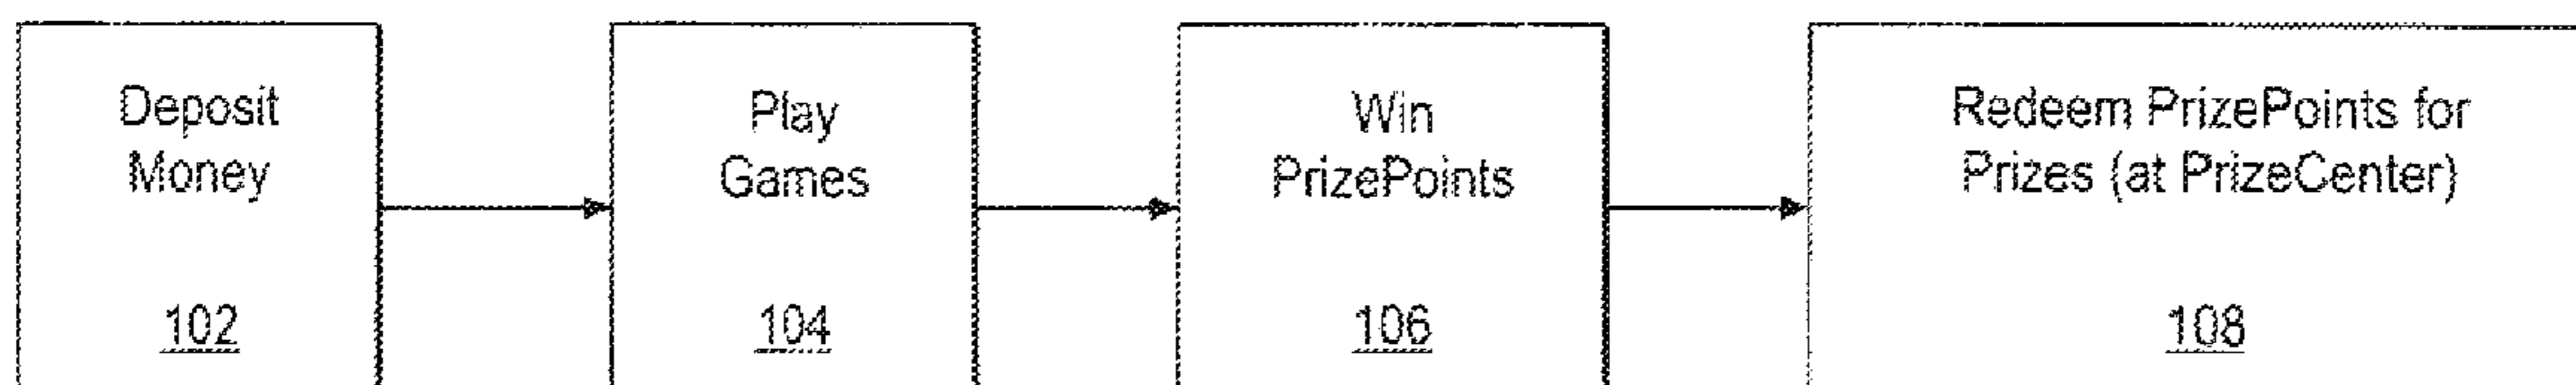 Deposit
Money
102
Play
Games
104
Win
PrizePoints
106
Redeem PrizePoints for
Prizes (at PrizeCenter)
108